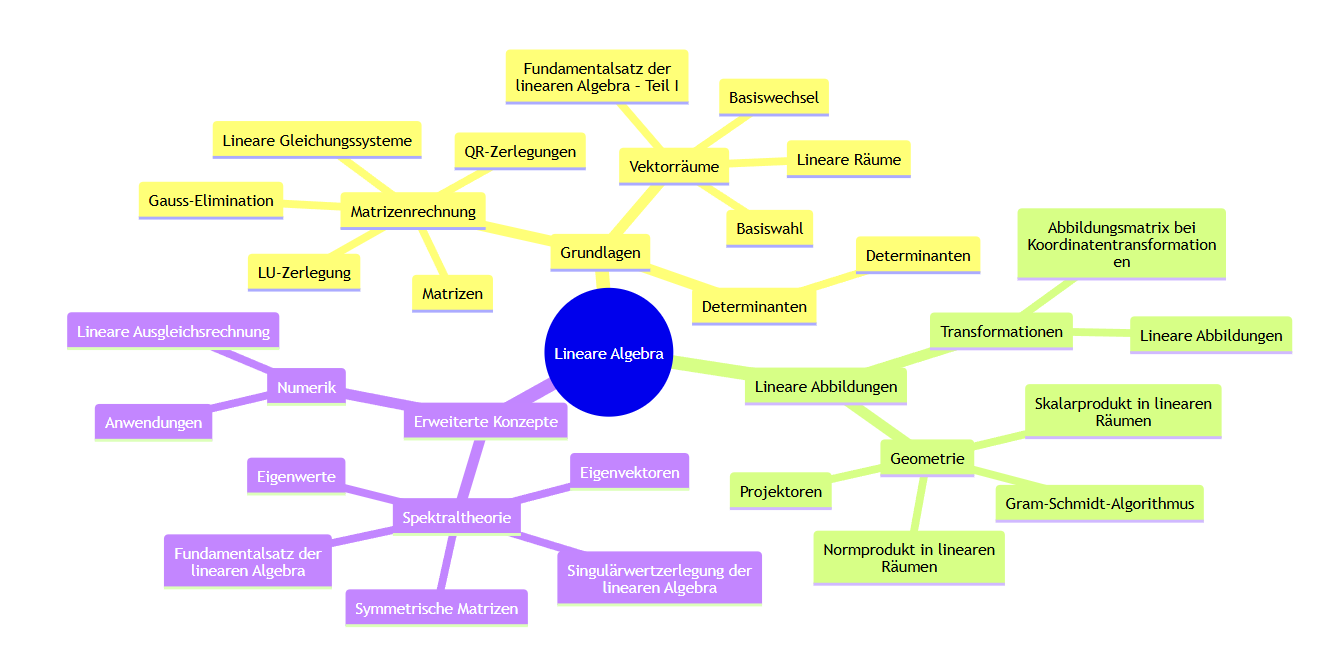 Fundamentalsatz der
linearen Algebra - Teil I
Basiswechsel
Lineare Gleichungssysteme
QR-Zerlegungen
Vektorräume
Lineare Räume
Gauss-Elimination
Matrizenrechnung
Basiswahl
Grundlagen
LU-Zerlegung
Matrizen
Determinanten
Determinanten
Abbildungsmatrix bei
Koordinatentransformation
en
Transformationen
Lineare Abbildungen
Lineare Ausgleichsrechnung
Lineare Algebra
Numerik
Lineare Abbildungen
Anwendungen
Erweiterte Konzepte
Skalarprodukt in linearen
Räumen
Geometrie
Projektoren
Gram-Schmidt-Algorithmus
Normprodukt in linearen
Räumen
Eigenwerte
Eigenvektoren
Spektraltheorie
Fundamentalsatz der
linearen Algebra
Singulärwertzerlegung der
linearen Algebra
Symmetrische Matrizen